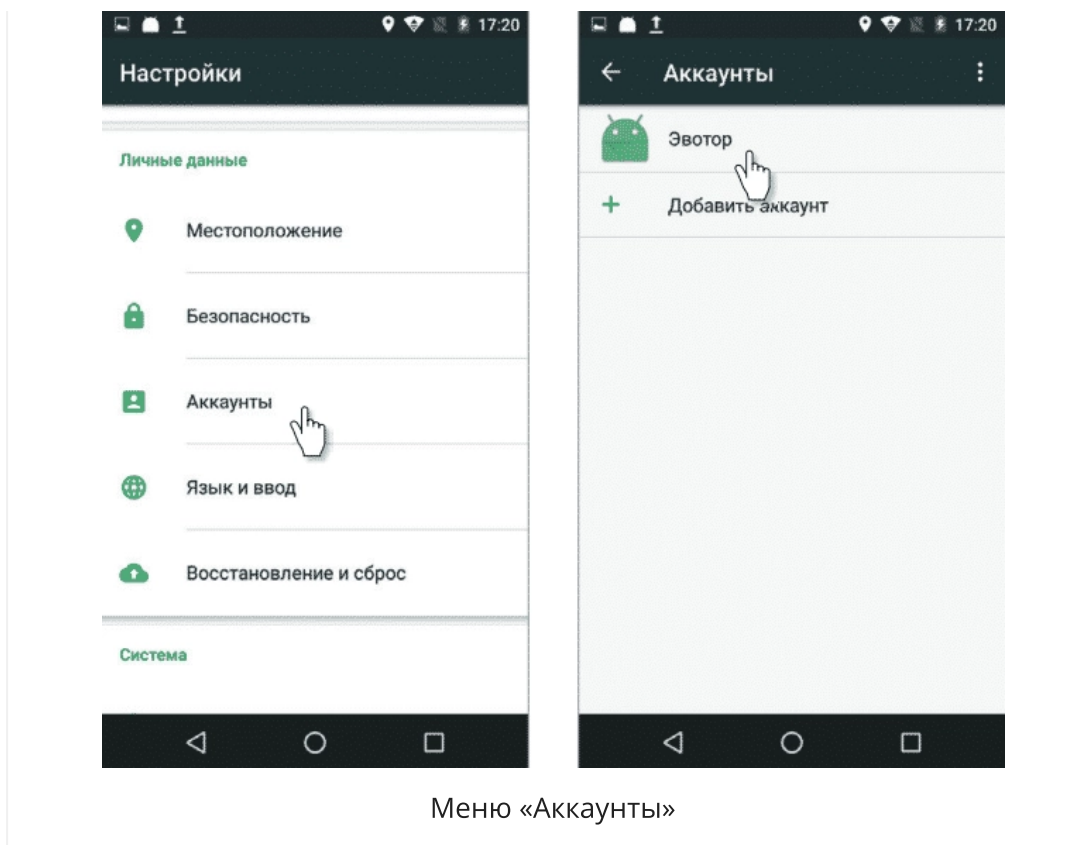 17:20
Настройки
Личные данные
Местоположение
Безопасность
Аккаунты
Язык и ввод
Восстановление и сброс
Система
17:20
Аккаунты
Эвотор
Добавить аккаунт
Меню «Аккаунты»